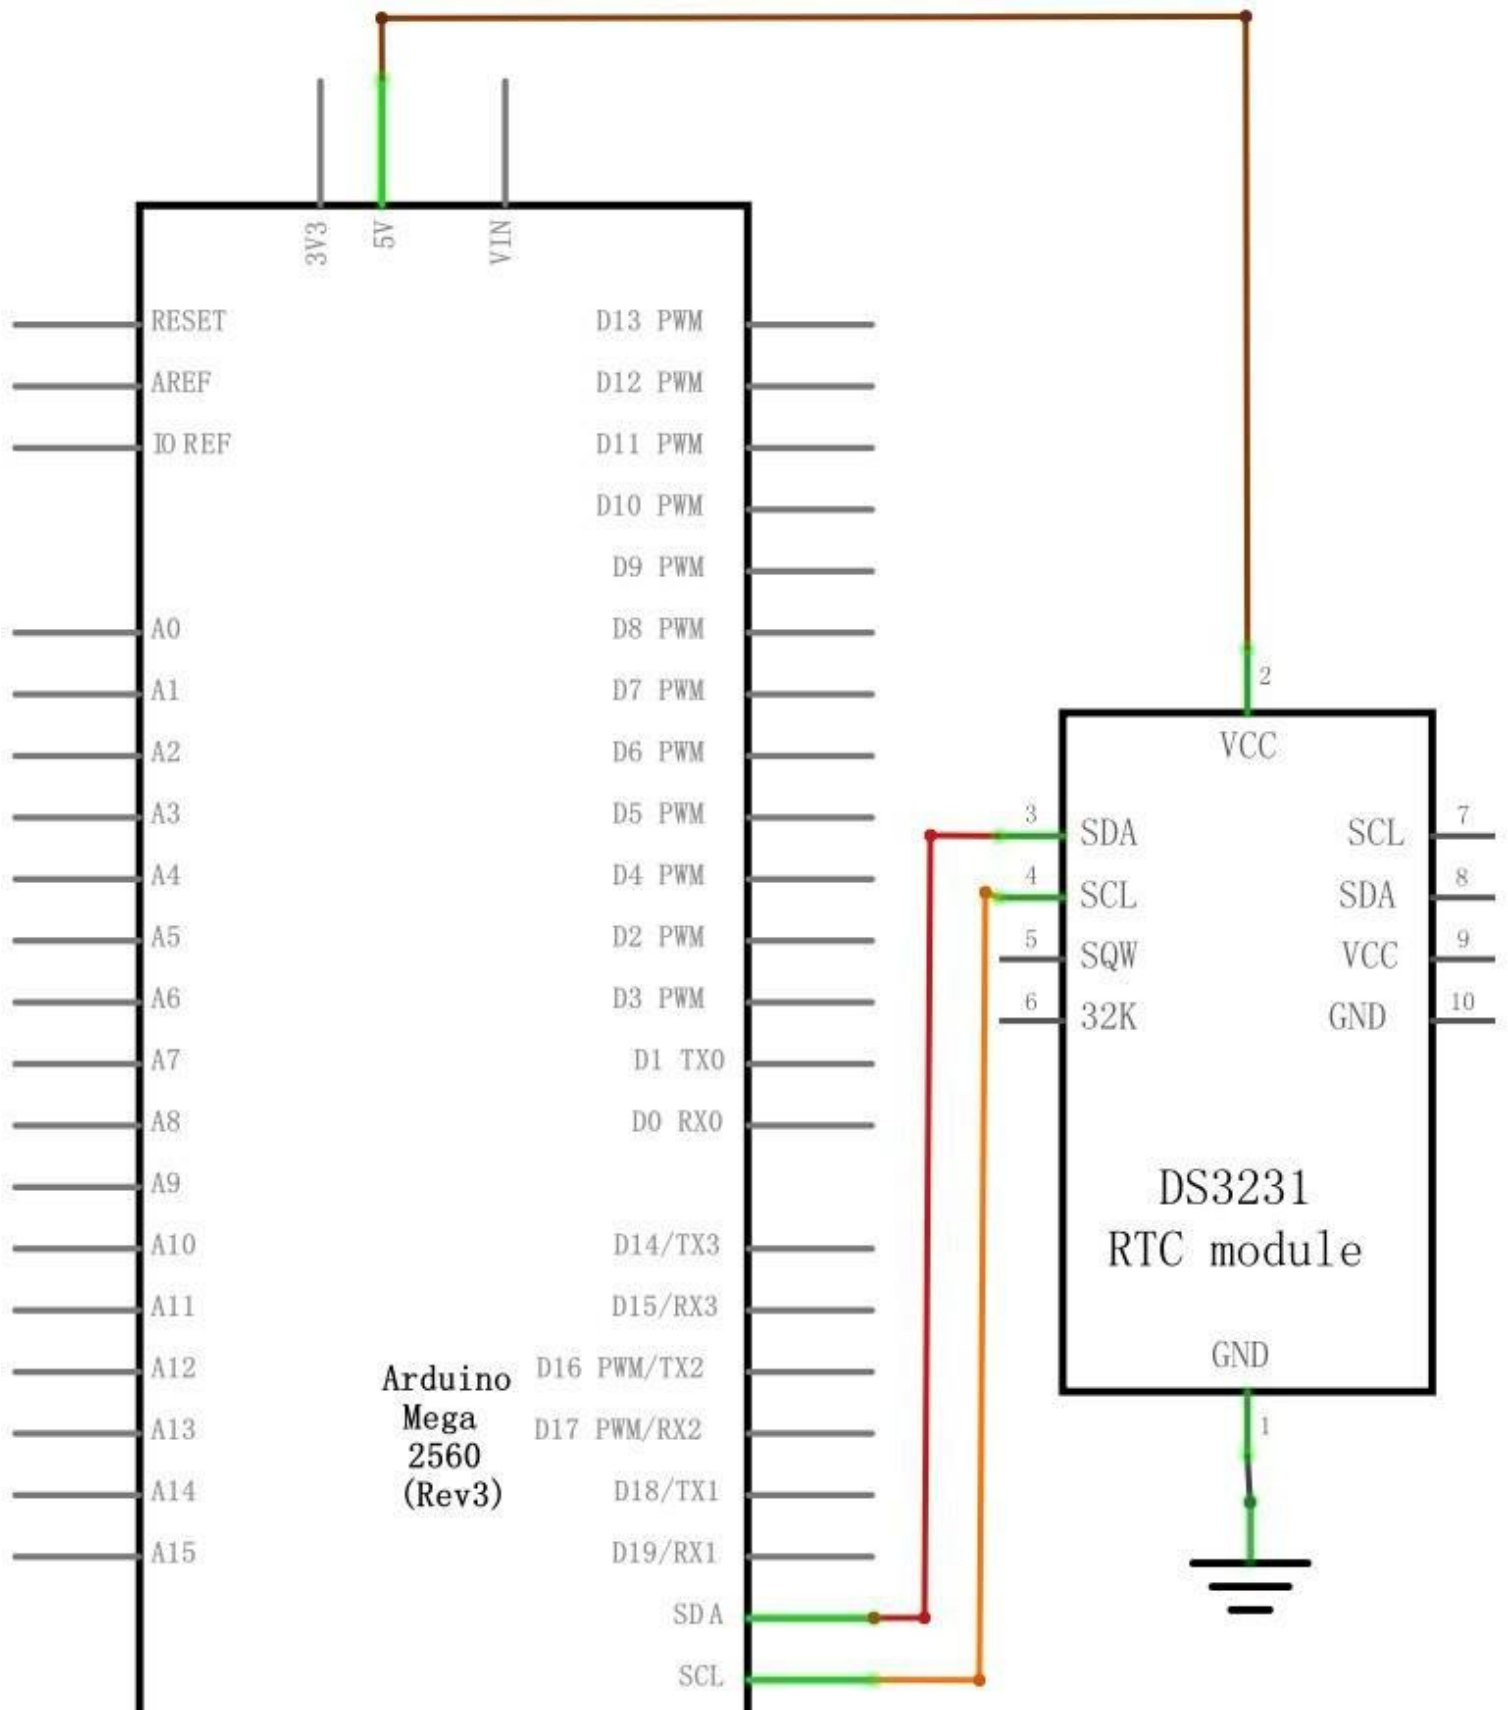 3V3
5V
VIN
RESET
AREF
IO REF
A0
A1
A2
A3
A4
A5
A6
A7
A8
A9
A10
A11
A12
A13
A14
A15
D13 PWM
D12 PWM
D11 PWM
D10 PWM
D9 PWM
D8 PWM
D7 PWM
D6 PWM
D5 PWM
D4 PWM
D2 PWM
D3 PWM
D1 TX0
D0 RX0
D14/TX3
D15/RX3
D16 PWM/TX2
D17 PWM/RX2
D18/TX1
D19/RX1
SDA
SCL
Arduino
Mega
2560
(Rev3)
2
VCC
3
SDA
4
SCL
5
SQW
6
32K
SCL
7
SDA
8
VCC
9
GND
10
DS3231
RTC module
GND
1